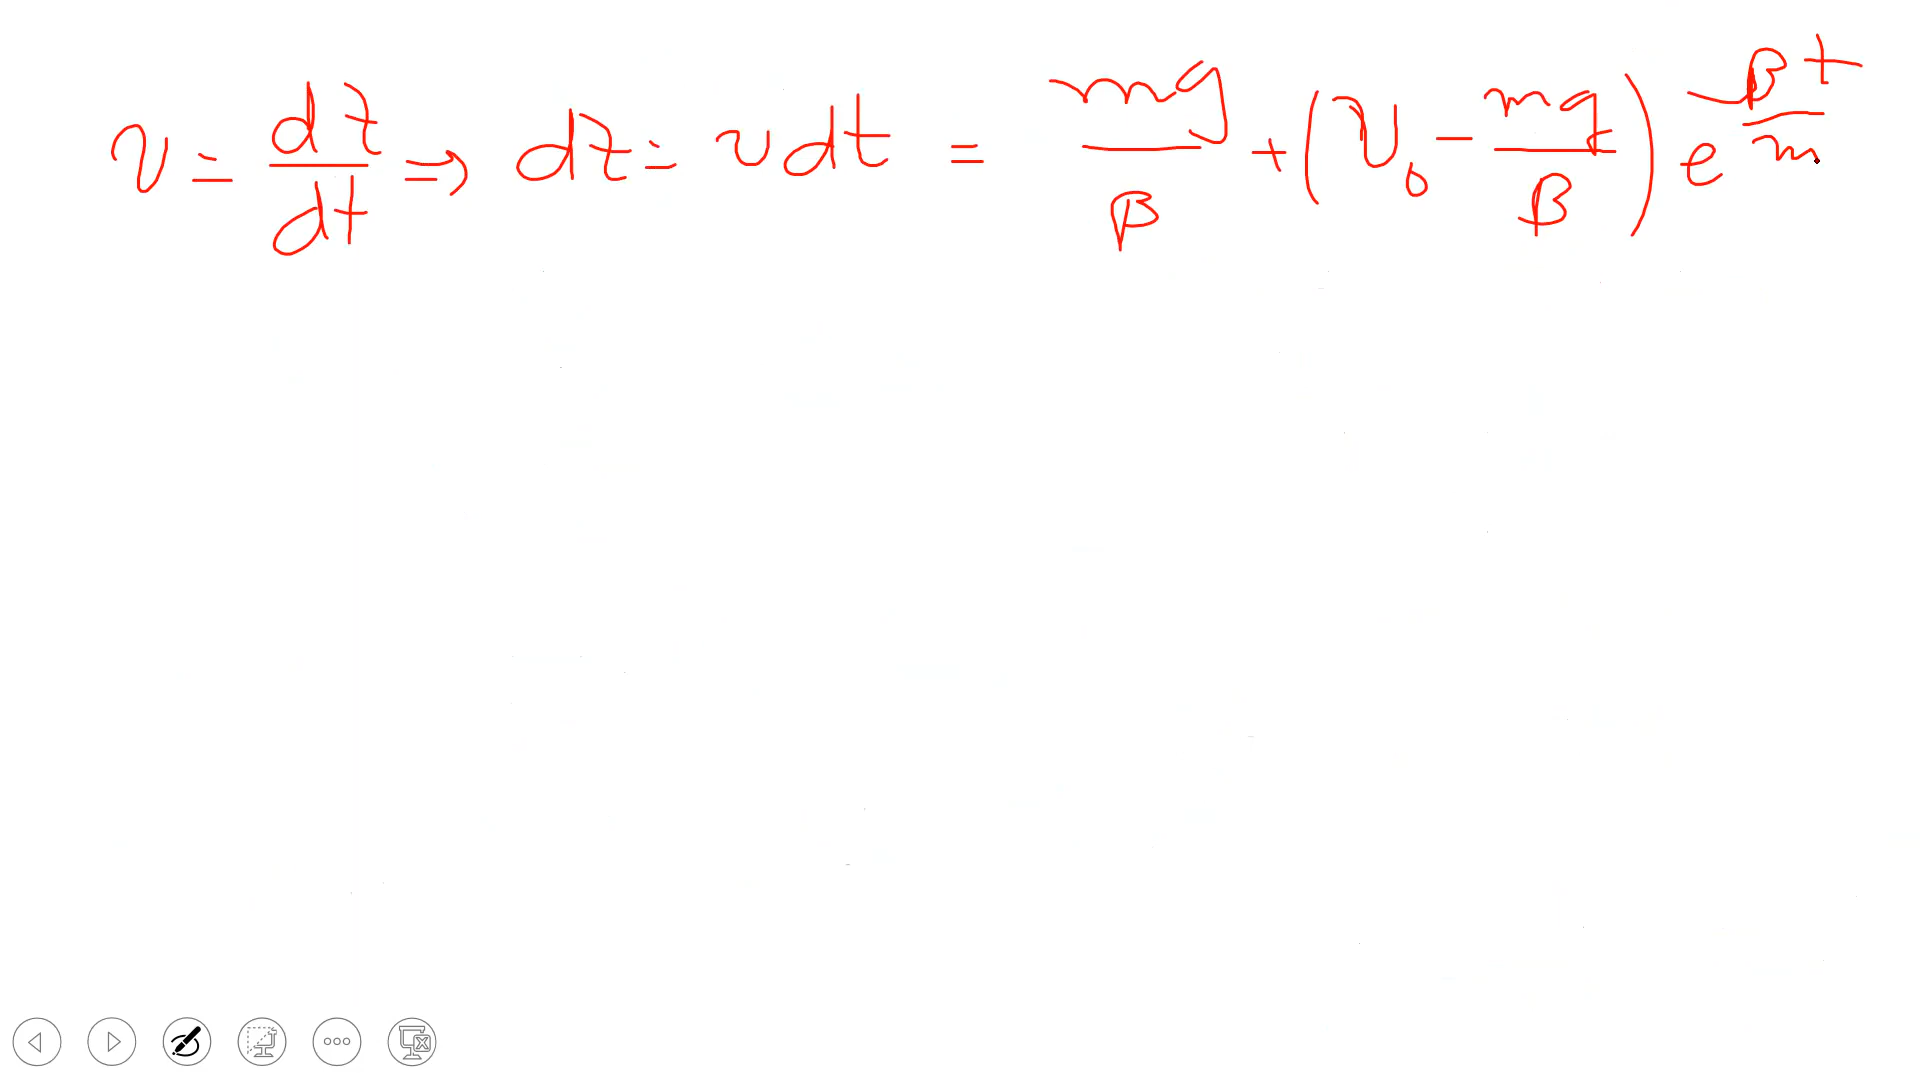 v = dz/dt ⇒ dz = v dt = mg/β + (v₀ − mg/β) e^(−βt/m)